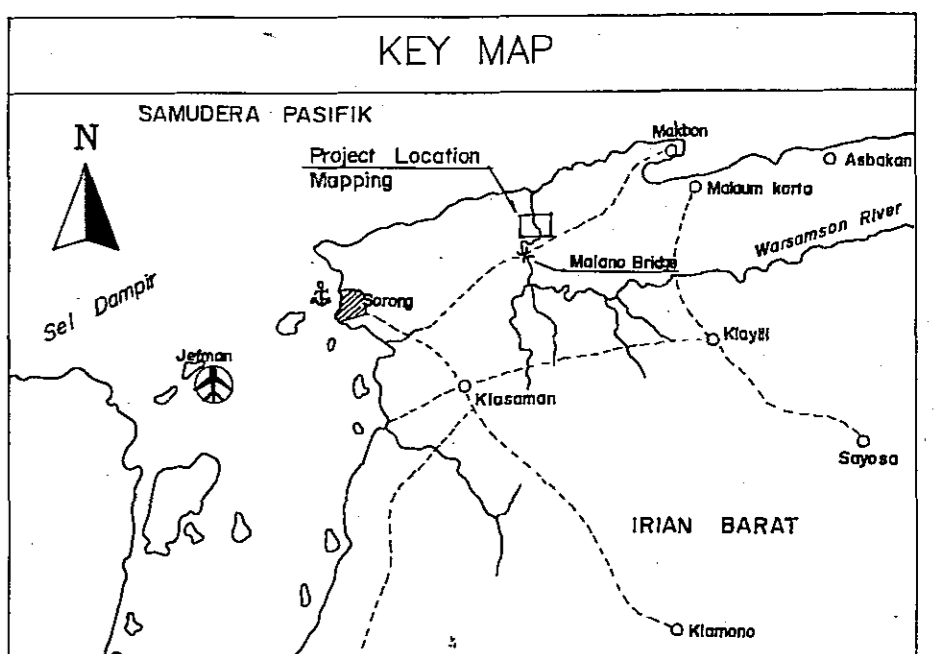 KEY MAP
SAMUDERA PASIFIK
N
Makbon
Project Location
Mapping
Asbakan
Malaum karta
Warsamson River
Malano Bridge
Sel Dampir
Sorong
Jefman
Klayili
Klasaman
Sayosa
IRIAN BARAT
Klamono